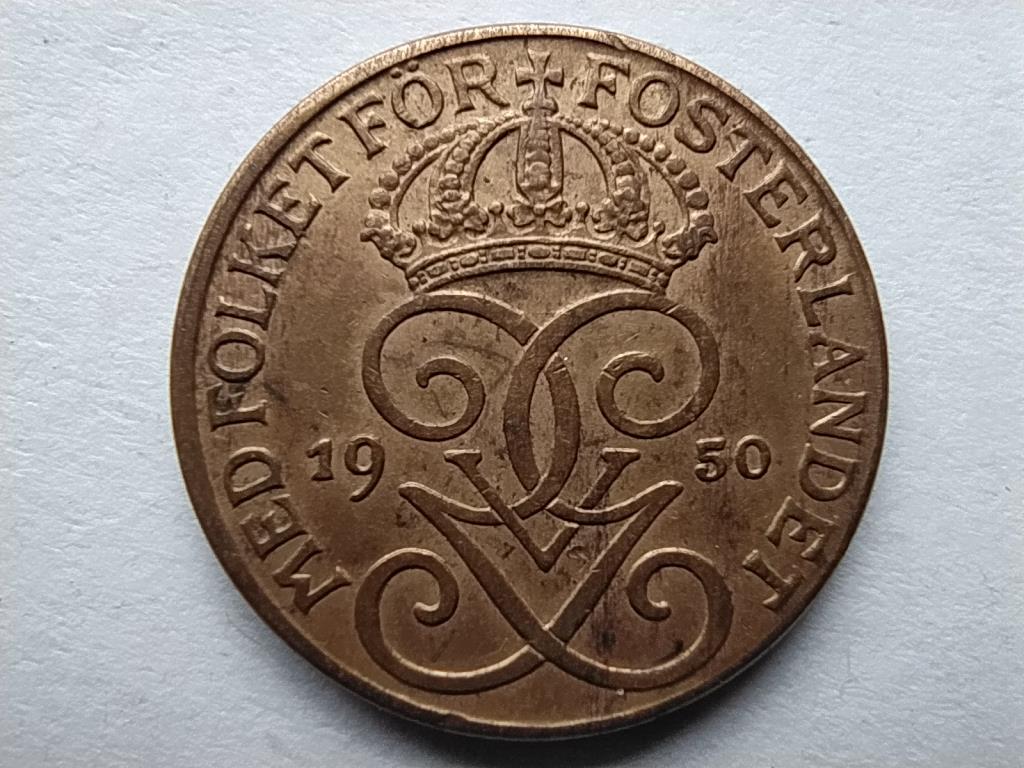 MED FOLKET FÖR FOSTERLANDET
19 50